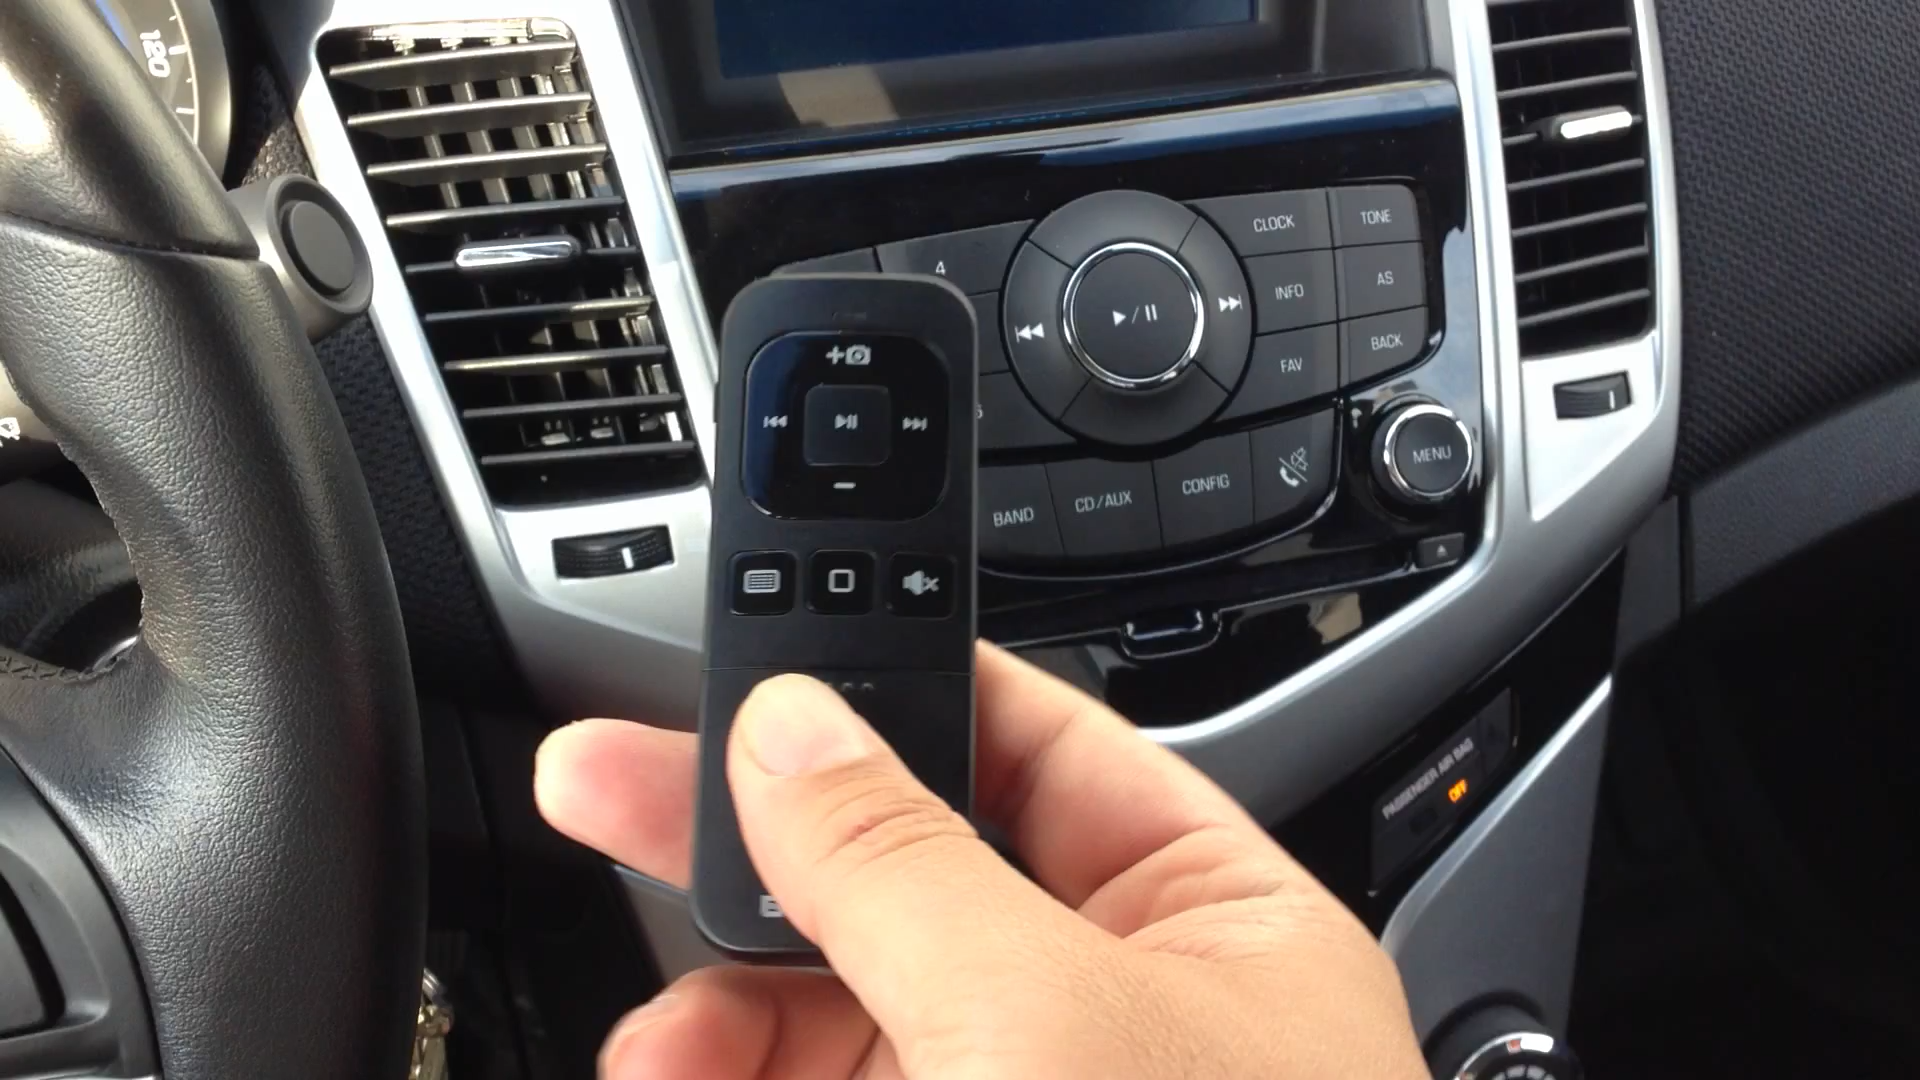 120
4
CLOCK
TONE
INFO
AS
FAV
BACK
BAND
CD/AUX
CONFIG
MENU
PASSENGER AIR BAG
OFF